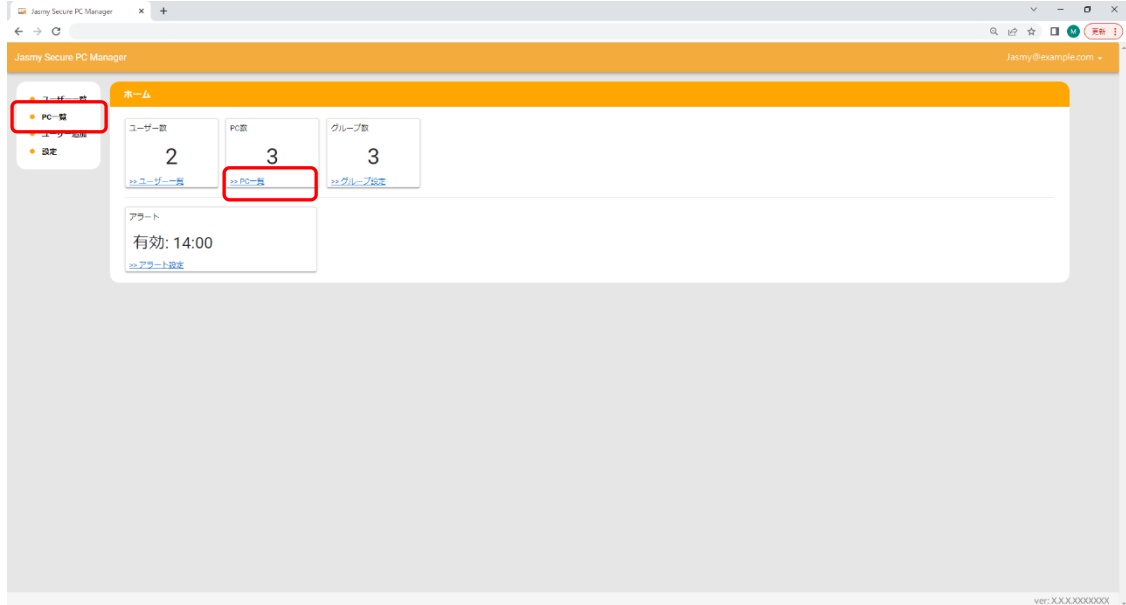 Jasmy Secure PC Manager
M
更新
Jasmy Secure PC Manager
Jasmy@example.com
ユーザー一覧
PC一覧
ユーザー追加
設定
ホーム
ユーザー数
2
>> ユーザー一覧
PC数
3
>> PC一覧
グループ数
3
>> グループ設定
アラート
有効: 14:00
>> アラート設定
ver: X.X.X.XXXXXXX